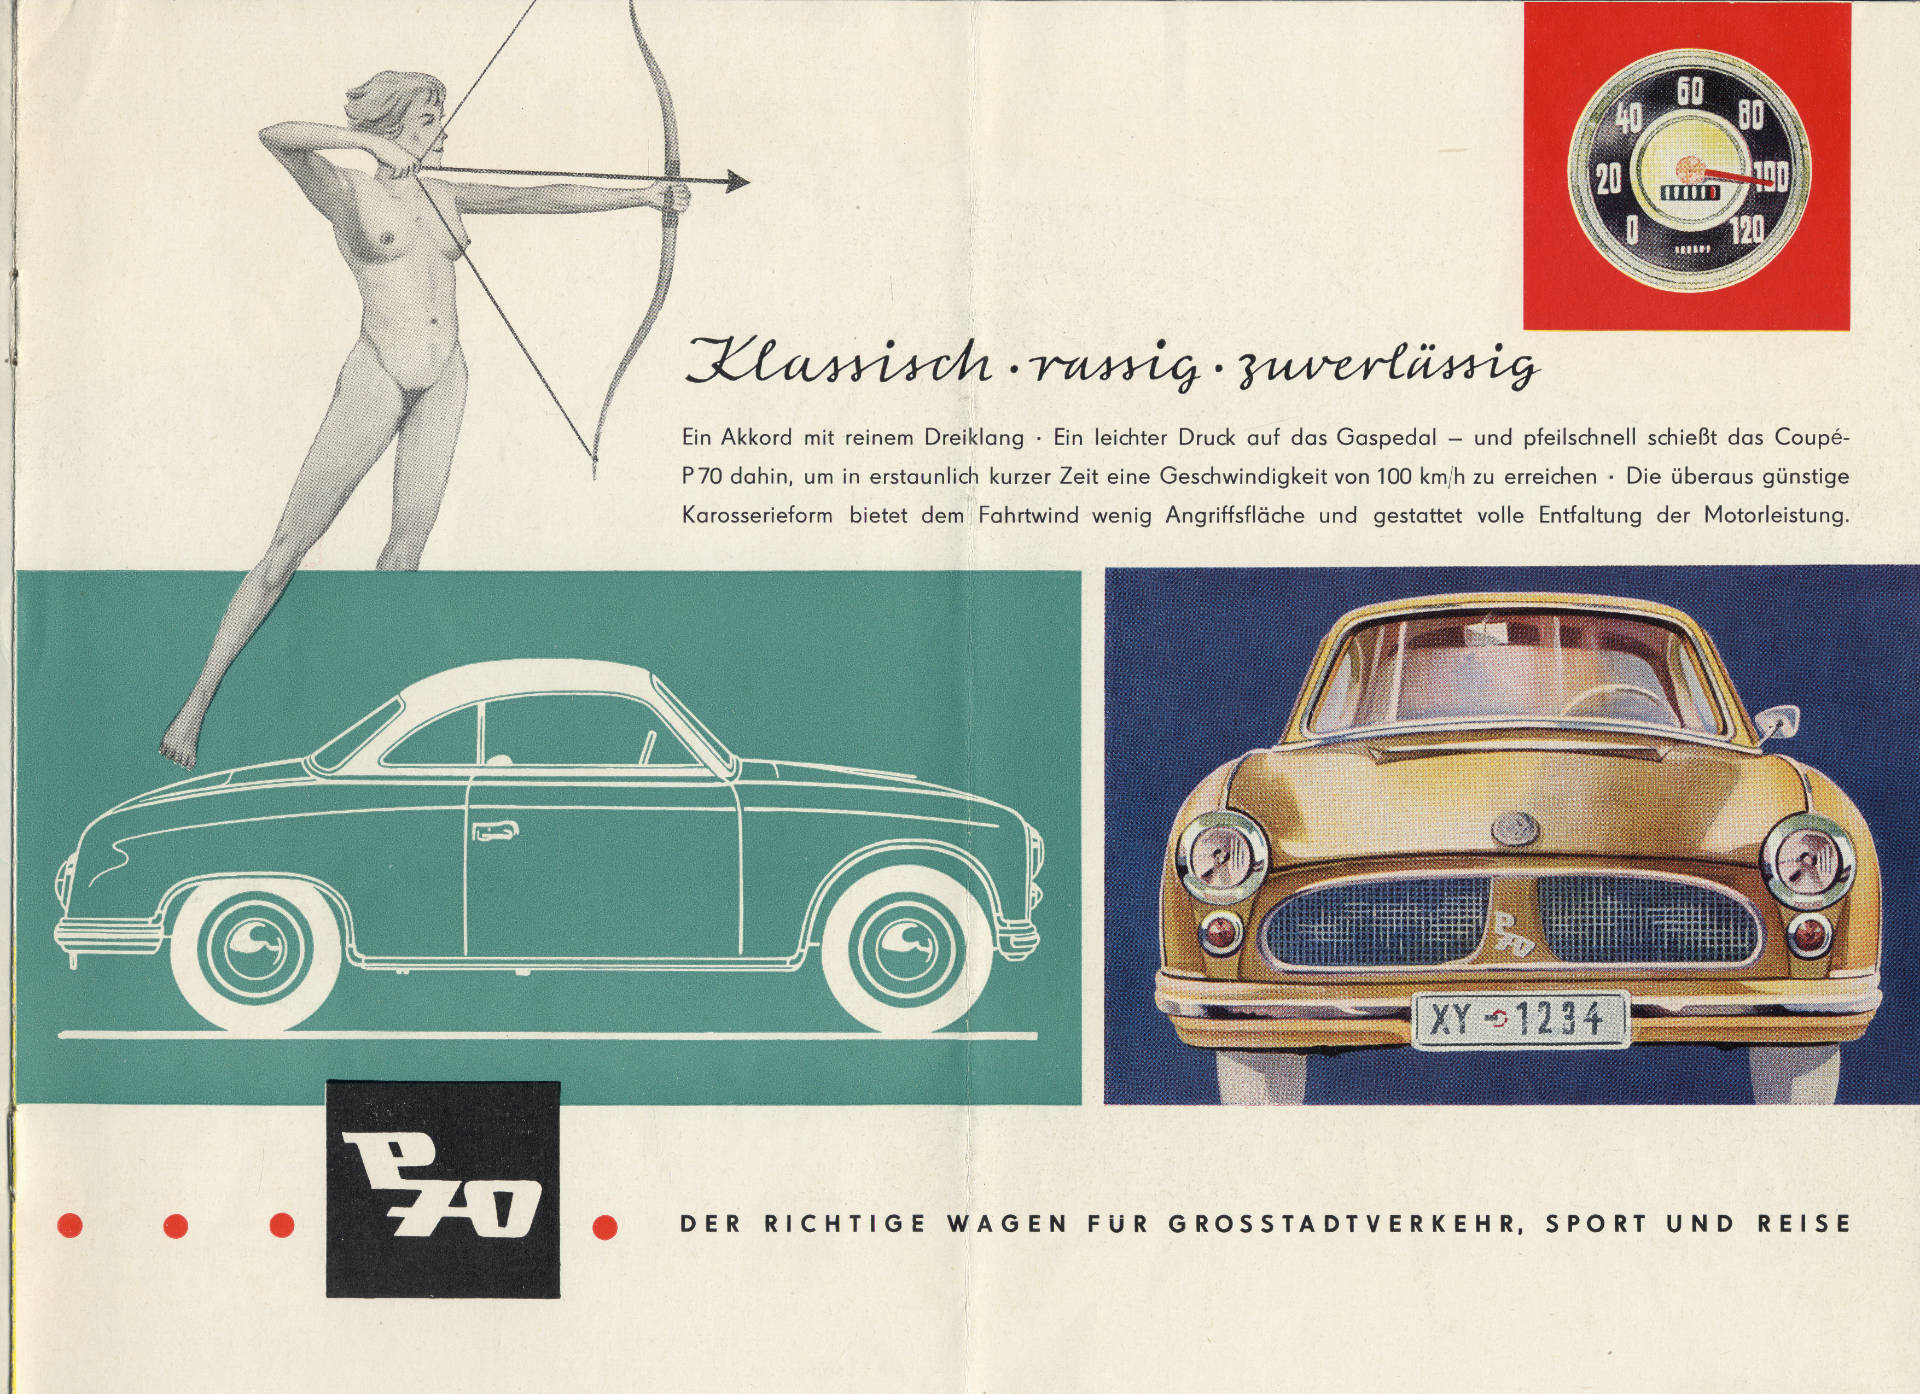 0 20 40 60 80 100 120
Klassisch · rassig · zuverlässig
Ein Akkord mit reinem Dreiklang · Ein leichter Druck auf das Gaspedal – und pfeilschnell schießt das Coupé-
P 70 dahin, um in erstaunlich kurzer Zeit eine Geschwindigkeit von 100 km/h zu erreichen · Die überaus günstige
Karosserieform bietet dem Fahrtwind wenig Angriffsfläche und gestattet volle Entfaltung der Motorleistung.
P
70
XY-1234
P
70
DER RICHTIGE WAGEN FÜR GROSSSTADTVERKEHR, SPORT UND REISE